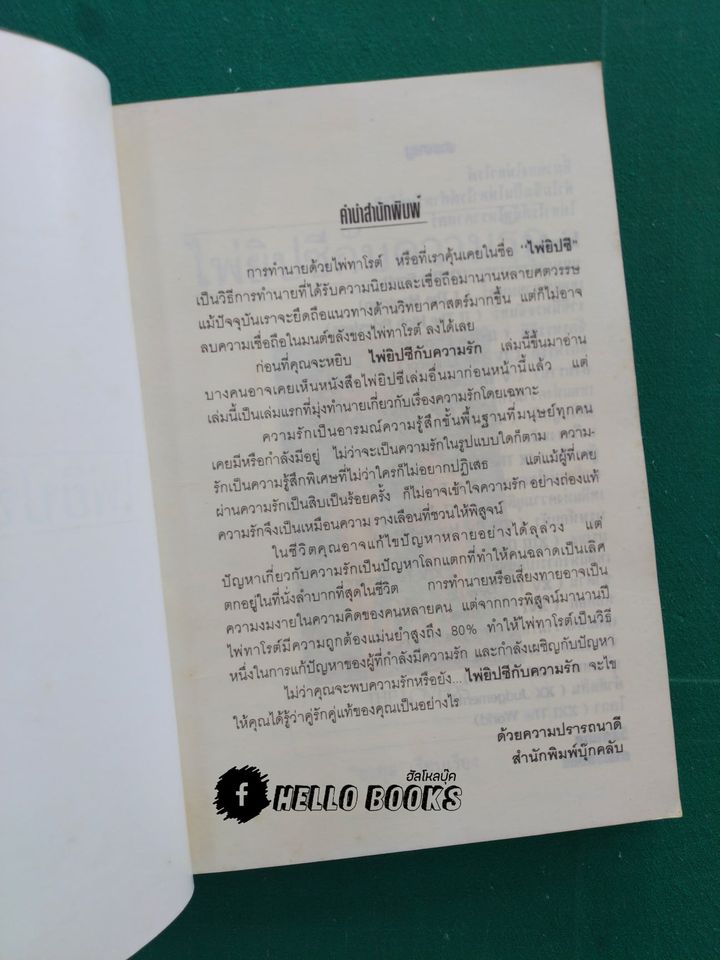 คำนำสำนักพิมพ์
การทำนายด้วยไพ่ทาโรต์ หรือที่เราคุ้นเคยในชื่อ "ไพ่ยิปซี"
เป็นวิธีการทำนายที่ได้รับความนิยมและเชื่อถือมานานหลายศตวรรษ
แม้ปัจจุบันเราจะยึดถือแนวทางด้านวิทยาศาสตร์มากขึ้น แต่ก็ไม่อาจ
ลบความเชื่อถือในมนต์ขลังของไพ่ทาโรต์ ลงได้เลย
ก่อนที่คุณจะหยิบ ไพ่ยิปซีกับความรัก เล่มนี้ขึ้นมาอ่าน
บางคนอาจเคยเห็นหนังสือไพ่ยิปซีเล่มอื่นมาก่อนหน้านี้แล้ว แต่
เล่มนี้เป็นเล่มแรกที่มุ่งทำนายเกี่ยวกับเรื่องความรักโดยเฉพาะ
ความรักเป็นอารมณ์ความรู้สึกขั้นพื้นฐานที่มนุษย์ทุกคน
เคยมีหรือกำลังมีอยู่ ไม่ว่าจะเป็นความรักในรูปแบบใดก็ตาม ความ-
รักเป็นความรู้สึกพิเศษที่ไม่ว่าใครก็ไม่อยากปฏิเสธ แต่แม้ผู้ที่เคย
ผ่านความรักเป็นสิบเป็นร้อยครั้ง ก็ไม่อาจเข้าใจความรัก อย่างถ่องแท้
ความรักจึงเป็นเหมือนความ รางเลือนที่ชวนให้พิสูจน์
ในชีวิตคุณอาจแก้ไขปัญหาหลายอย่างได้ลุล่วง แต่
ปัญหาเกี่ยวกับความรักเป็นปัญหาโลกแตกที่ทำให้คนฉลาดเป็นเลิศ
ตกอยู่ในที่นั่งลำบากที่สุดในชีวิต การทำนายหรือเสี่ยงทายอาจเป็น
ความงมงายในความคิดของคนหลายคน แต่จากการพิสูจน์มานานปี
ไพ่ทาโรต์มีความถูกต้องแม่นยำสูงถึง 80% ทำให้ไพ่ทาโรต์เป็นวิธี
หนึ่งในการแก้ปัญหาของผู้ที่กำลังมีความรัก และกำลังเผชิญกับปัญหา
ไม่ว่าคุณจะพบความรักหรือยัง... ไพ่ยิปซีกับความรัก จะไข
ให้คุณได้รู้ว่าคู่รักคู่แท้ของคุณเป็นอย่างไร
ด้วยความปรารถนาดี
สำนักพิมพ์บุ๊กคลับ
ฮัลโหลบุ๊ค
f HELLO BOOKS